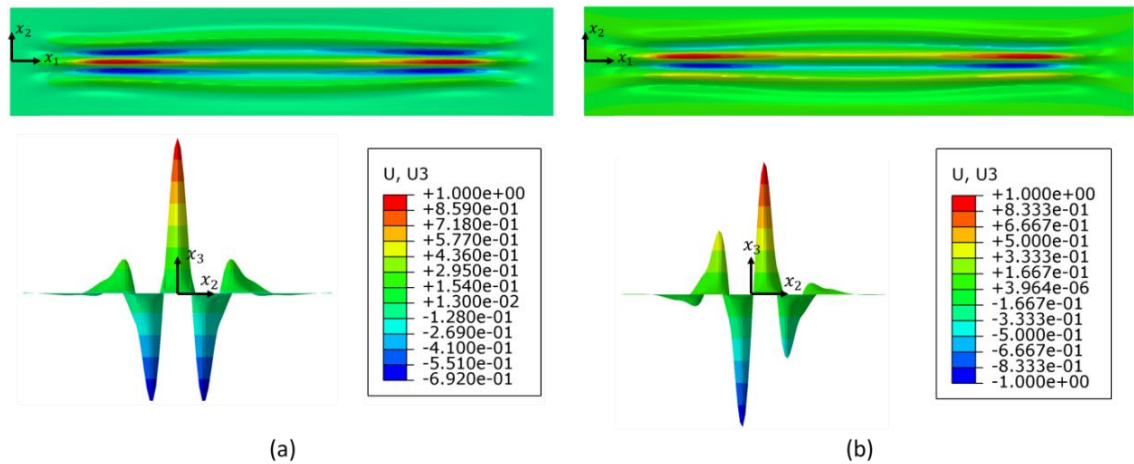 x₂
x₁
x₂
x₁
x₃
x₂
U, U3
+1.000e+00
+8.590e-01
+7.180e-01
+5.770e-01
+4.360e-01
+2.950e-01
+1.540e-01
+1.300e-02
-1.280e-01
-2.690e-01
-4.100e-01
-5.510e-01
-6.920e-01
x₃
x₂
U, U3
+1.000e+00
+8.333e-01
+6.667e-01
+5.000e-01
+3.333e-01
+1.667e-01
+3.964e-06
-1.667e-01
-3.333e-01
-5.000e-01
-6.667e-01
-8.333e-01
-1.000e+00
(a)
(b)